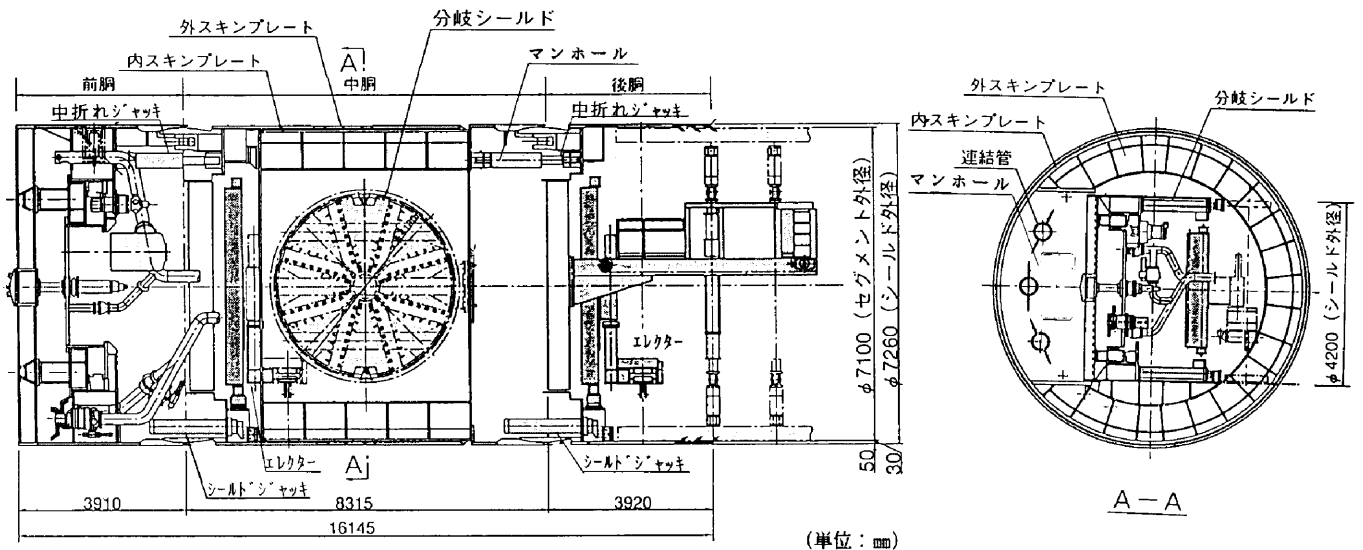 外スキンプレート
分岐シールド
内スキンプレート
A
マンホール
前胴
中胴
後胴
中折れジャッキ
中折れジャッキ
エレクター
エレクター
A
シールドジャッキ
シールドジャッキ
φ7100 (セグメント外径)
φ7260 (シールド外径)
50
30
3910
8315
3920
16145
(単位:mm)
外スキンプレート
分岐シールド
内スキンプレート
連結管
マンホール
φ4200 (シールド外径)
A－A